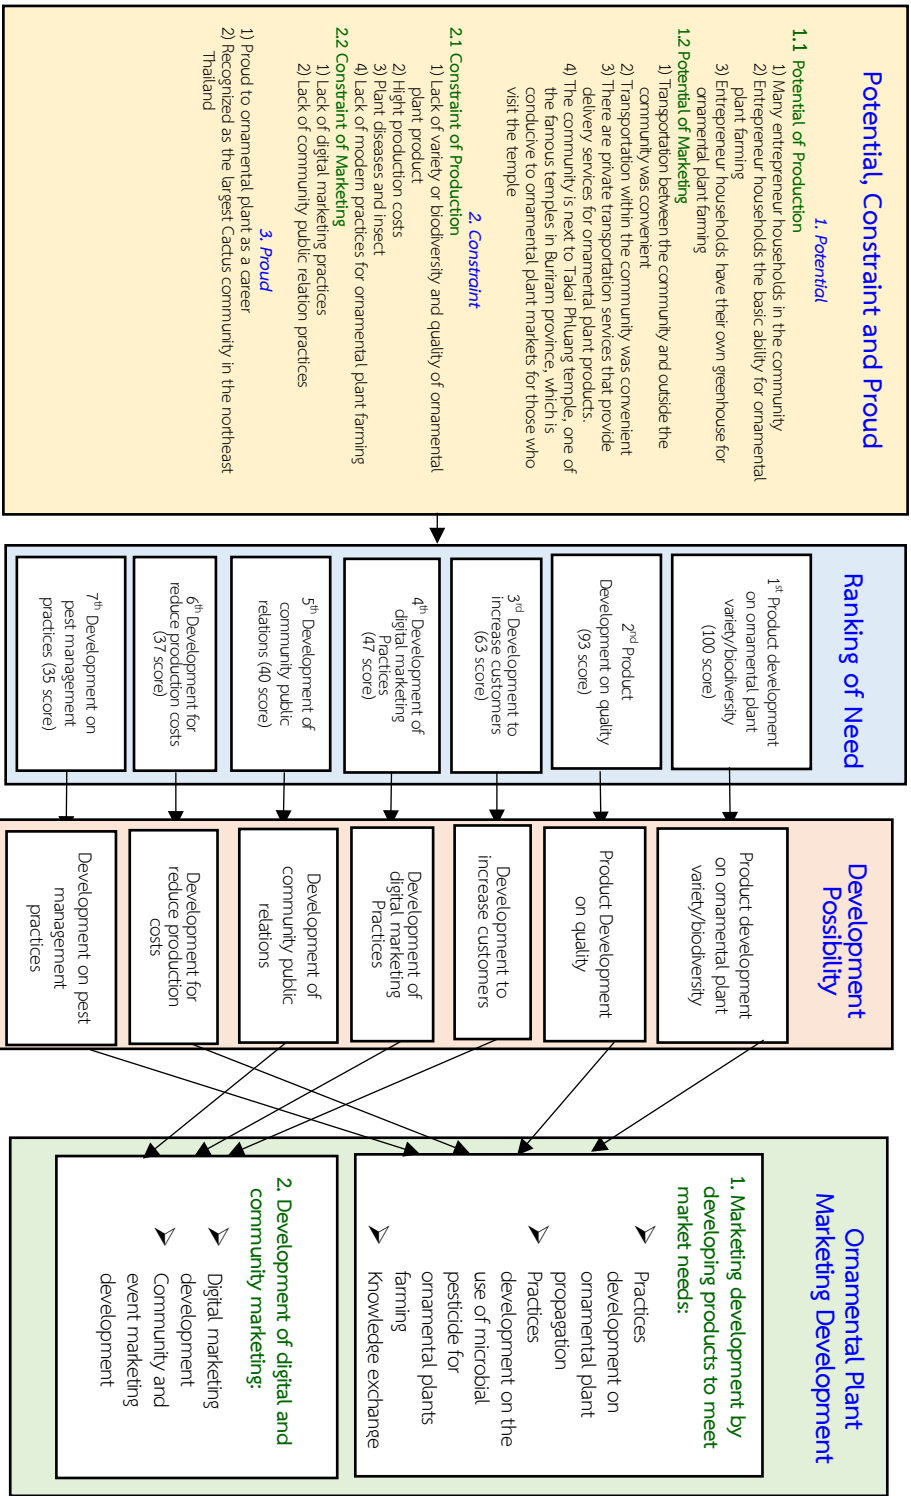 Potential, Constraint and Proud
1. Potential
1.1 Potential of Production
1) Many entrepreneur households in the community
2) Entrepreneur households the basic ability for ornamental
plant farming
3) Entrepreneur households have their own greenhouse for
ornamental plant farming
1.2 Potential of Marketing
1) Transportation between the community and outside the
community was convenient
2) Transportation within the community was convenient
3) There are private transportation services that provide
delivery services for ornamental plant products.
4) The community is next to Takai Phluang temple, one of
the famous temples in Buriram province, which is
conducive to ornamental plant markets for those who
visit the temple
2. Constraint
2.1 Constraint of Production
1) Lack of variety or biodiversity and quality of ornamental
plant product
2) Hight production costs
3) Plant diseases and insect
4) Lack of modern practices for ornamental plant farming
2.2 Constraint of Marketing
1) Lack of digital marketing practices
2) Lack of community public relation practices
3. Proud
1) Proud to ornamental plant as a career
2) Recognized as the largest Cactus community in the northeast
Thailand
Ranking of Need
1st Product development
on ornamental plant
variety/biodiversity
(100 score)
2nd Product
Development on quality
(93 score)
3rd Development to
increase customers
(63 score)
4th Development of
digital marketing
Practices
(47 score)
5th Development of
community public
relations (40 score)
6th Development for
reduce production costs
(37 score)
7th Development on
pest management
practices (35 score)
Development
Possibility
Product development
on ornamental plant
variety/biodiversity
Product Development
on quality
Development to
increase customers
Development of
digital marketing
Practices
Development of
community public
relations
Development for
reduce production
costs
Development on pest
management
practices
Ornamental Plant
Marketing Development
1. Marketing development by
developing products to meet
market needs:
➢ Practices
development on
ornamental plant
propagation
➢ Practices
development on the
use of microbial
pesticide for
ornamental plants
farming
➢ Knowledge exchange
2. Development of digital and
community marketing:
➢ Digital marketing
development
➢ Community and
event marketing
development